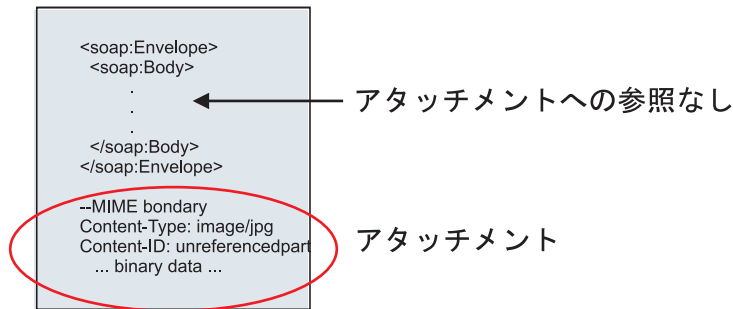 <soap:Envelope>
<soap:Body>
.
.
.
アタッチメントへの参照なし
</soap:Body>
</soap:Envelope>
--MIME bondary
Content-Type: image/jpg
Content-ID: unreferencedpart
... binary data ...
アタッチメント